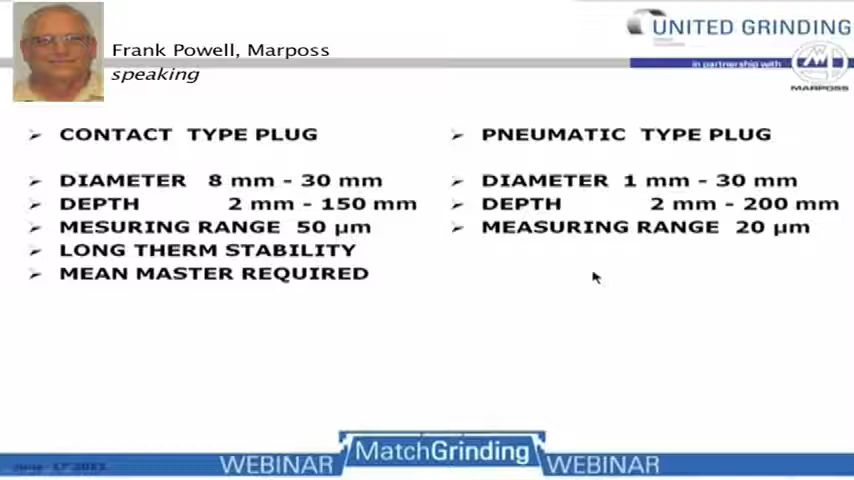 Frank Powell, Marposs
speaking
UNITED GRINDING
in partnership with
MARPOSS
CONTACT TYPE PLUG
DIAMETER 8 mm - 30 mm
DEPTH 2 mm - 150 mm
MESURING RANGE 50 µm
LONG THERM STABILITY
MEAN MASTER REQUIRED
PNEUMATIC TYPE PLUG
DIAMETER 1 mm - 30 mm
DEPTH 2 mm - 200 mm
MEASURING RANGE 20 µm
WEBINAR MatchGrinding WEBINAR